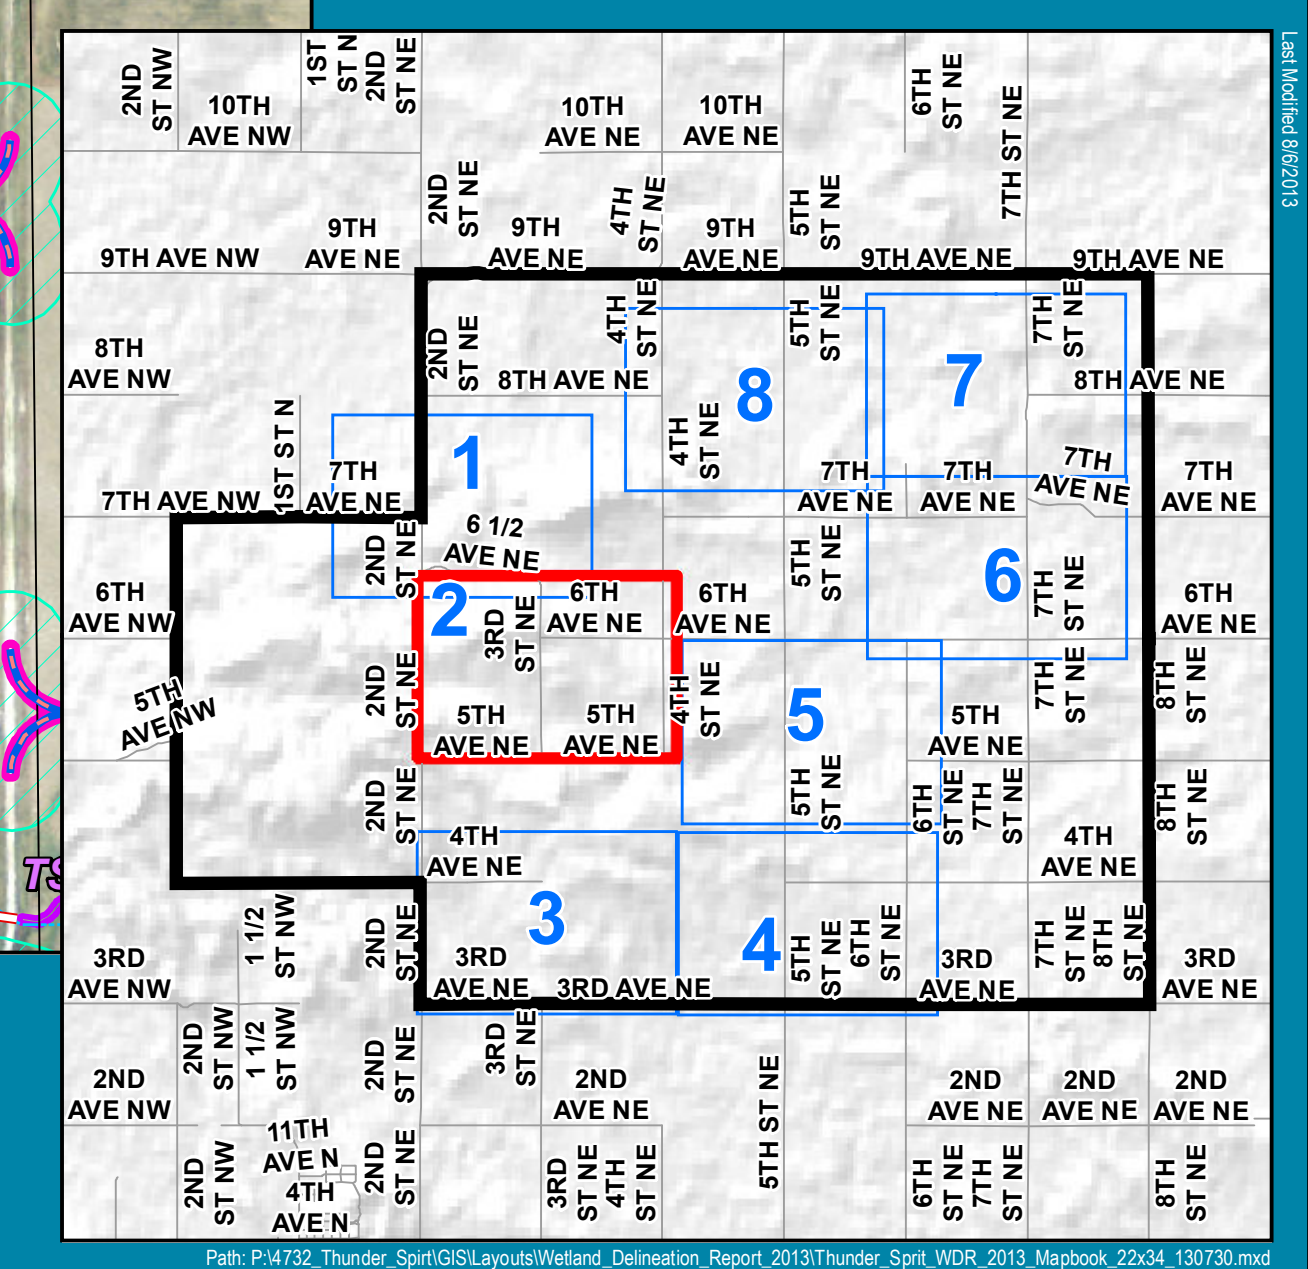 2ND
ST NW
1ST
ST N
2ND
ST NE
10TH
AVE NW
10TH
AVE NE
10TH
AVE NE
6TH
ST NE
7TH ST NE
Last Modified 8/6/2013
2ND
ST NE
4TH
ST NE
5TH
ST NE
9TH AVE NW
9TH
AVE NE
9TH
AVE NE
9TH
AVE NE
9TH AVE NE
9TH AVE NE
4TH
ST NE
5TH
ST NE
7TH
ST NE
2ND
ST NE
8TH
AVE NW
8TH AVE NE
8
7
8TH AVE NE
1ST ST N
4TH
ST NE
1
7TH AVE NW
7TH
AVE NE
7TH
AVE NE
7TH
AVE NE
7TH
AVE NE
7TH
AVE NE
6 1/2
AVE NE
2ND
ST NE
5TH
ST NE
6
7TH
ST NE
6TH
AVE NW
2
3RD
ST NE
6TH
AVE NE
6TH
AVE NE
6TH
AVE NE
5TH
AVE NW
2ND
ST NE
4TH
ST NE
5
7TH
ST NE
8TH
ST NE
5TH
AVE NE
5TH
AVE NE
5TH
AVE NE
2ND
ST NE
5TH
ST NE
6TH
ST NE
7TH
ST NE
8TH
ST NE
4TH
AVE NE
4TH
AVE NE
TS
3
4
1 1/2
ST NW
2ND
ST NE
5TH
ST NE
6TH
ST NE
7TH
ST NE
8TH
ST NE
3RD
AVE NW
3RD
AVE NE
3RD AVE NE
3RD
AVE NE
3RD
AVE NE
2ND
ST NW
1 1/2
ST NW
2ND
ST NE
3RD
ST NE
5TH ST NE
2ND
AVE NW
2ND
AVE NE
2ND
AVE NE
2ND
AVE NE
2ND
AVE NE
11TH
AVE N
2ND
ST NW
2ND
ST NE
3RD
ST NE
4TH
ST NE
6TH
ST NE
7TH
ST NE
8TH
ST NE
4TH
AVE N
Path: P:\4732_Thunder_Spirt\GIS\Layouts\Wetland_Delineation_Report_2013\Thunder_Sprit_WDR_2013_Mapbook_22x34_130730.mxd